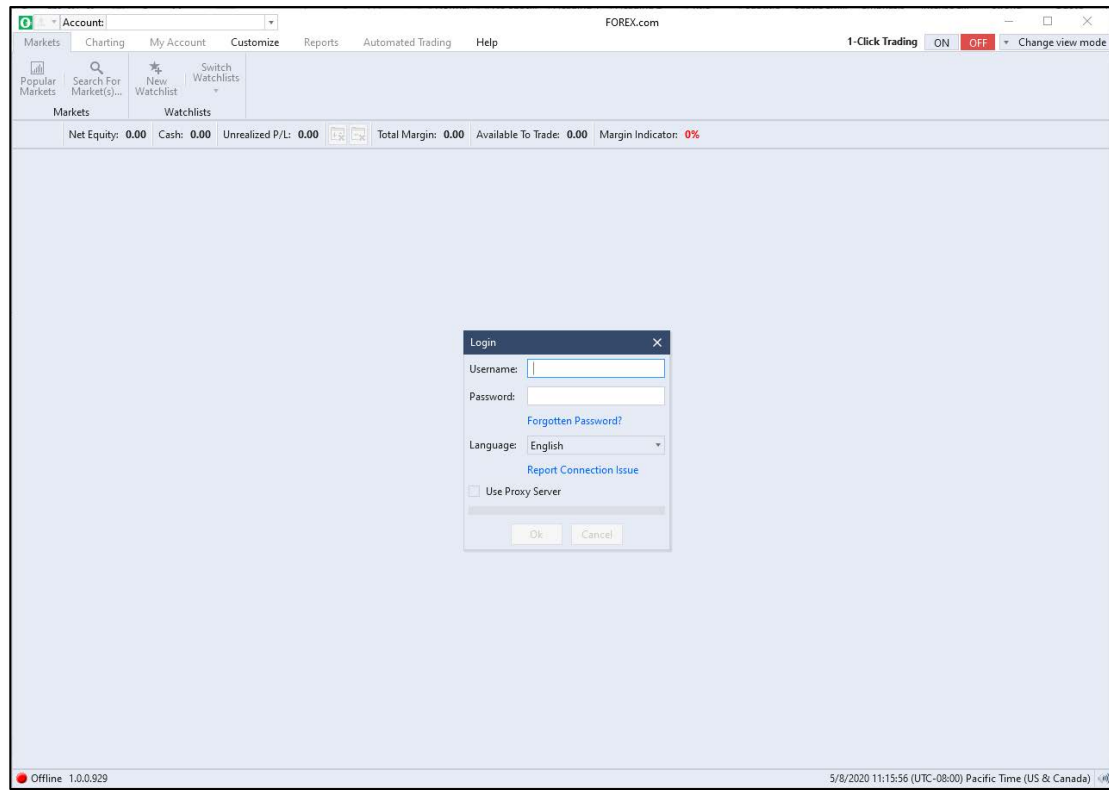 Account:
FOREX.com
Markets Charting My Account Customize Reports Automated Trading Help 1-Click Trading ON OFF Change view mode
Popular Markets
Search For Market(s)...
New Watchlist
Switch Watchlists
Markets Watchlists
Net Equity: 0.00 Cash: 0.00 Unrealized P/L: 0.00 Total Margin: 0.00 Available To Trade: 0.00 Margin Indicator: 0%
Login
Username:
Password:
Forgotten Password?
Language: English
Report Connection Issue
Use Proxy Server
Ok Cancel
Offline 1.0.0.929 5/8/2020 11:15:56 (UTC-08:00) Pacific Time (US & Canada)